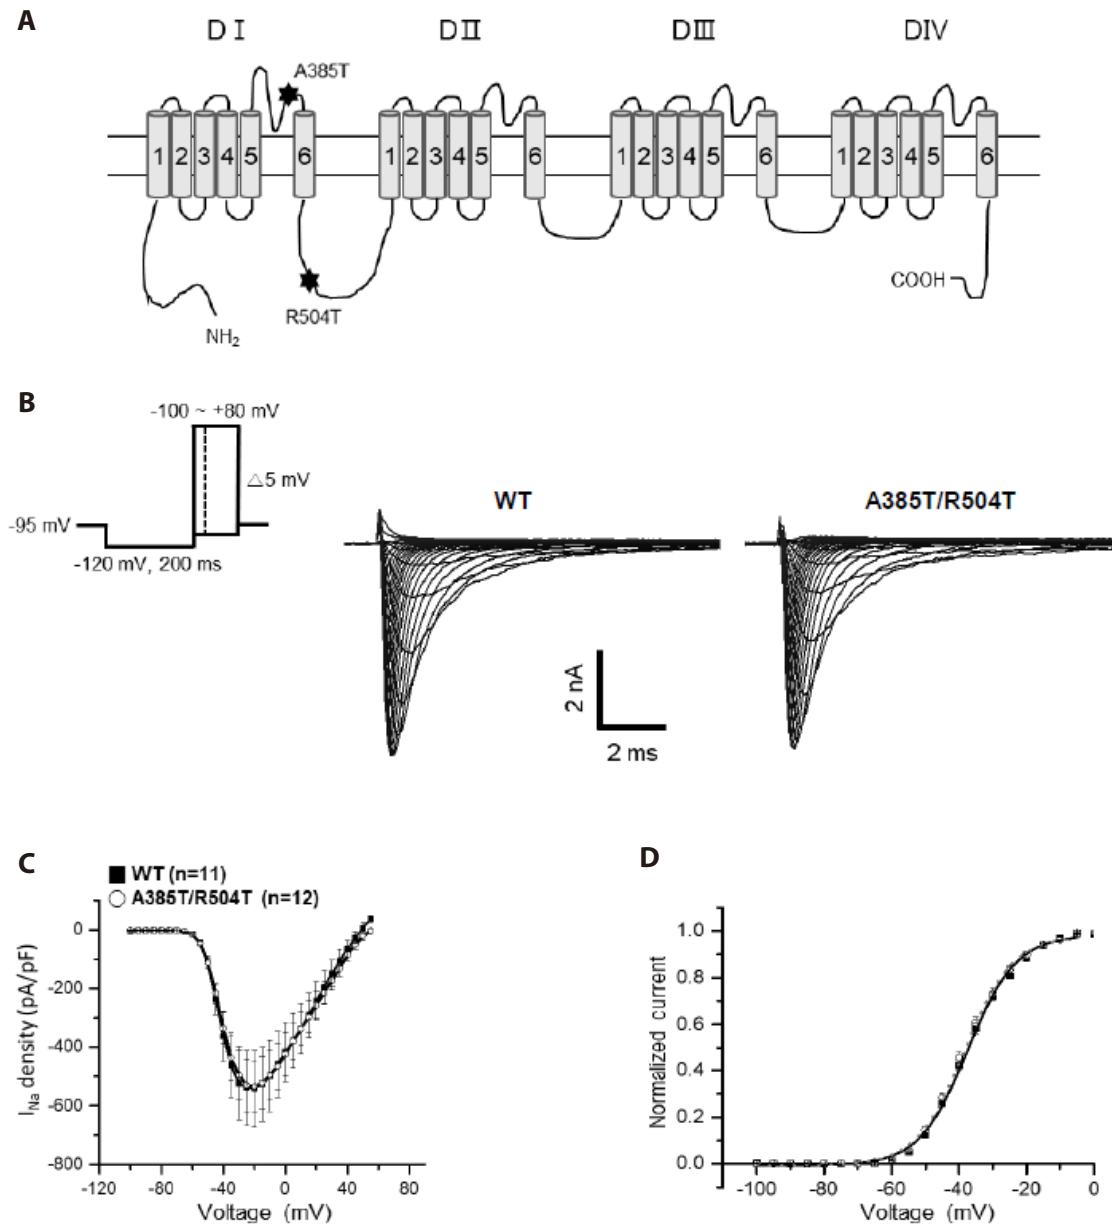 A
D Ⅰ DⅡ DⅢ DⅣ
A385T
1 2 3 4 5 6 1 2 3 4 5 6 1 2 3 4 5 6 1 2 3 4 5 6
R504T
NH2
COOH
B
-100 ~ +80 mV
△5 mV
-95 mV
-120 mV, 200 ms
WT
A385T/R504T
2 nA
2 ms
C
WT (n=11)
A385T/R504T (n=12)
0
-200
-400
-600
-800
INa density (pA/pF)
-120 -80 -40 0 40 80
Voltage (mV)
D
1.0
0.8
0.6
0.4
0.2
0.0
Normalized current
-100 -80 -60 -40 -20 0
Voltage (mV)